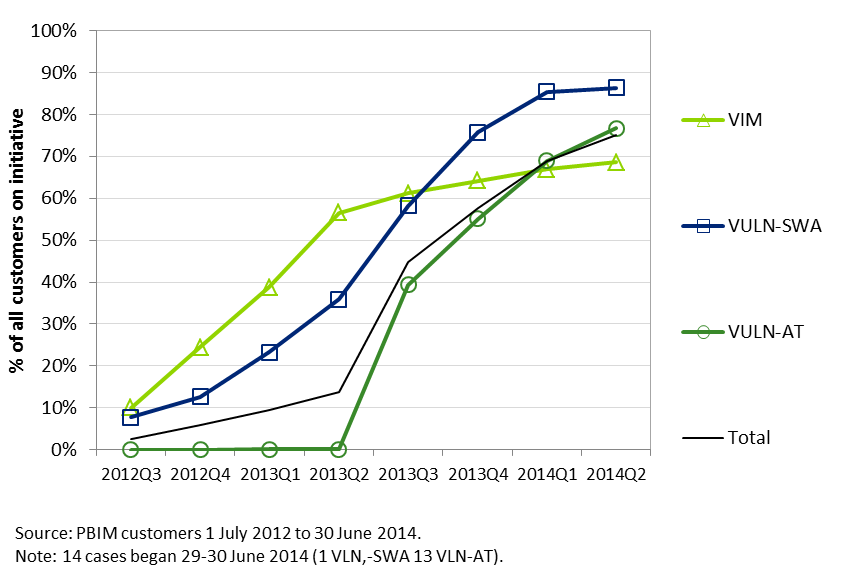 100%
90%
80%
70%
60%
50%
40%
30%
20%
10%
0%
% of all customers on initiative
2012Q3 2012Q4 2013Q1 2013Q2 2013Q3 2013Q4 2014Q1 2014Q2
VIM
VULN-SWA
VULN-AT
Total
Source: PBIM customers 1 July 2012 to 30 June 2014.
Note: 14 cases began 29-30 June 2014 (1 VLN,-SWA 13 VLN-AT).